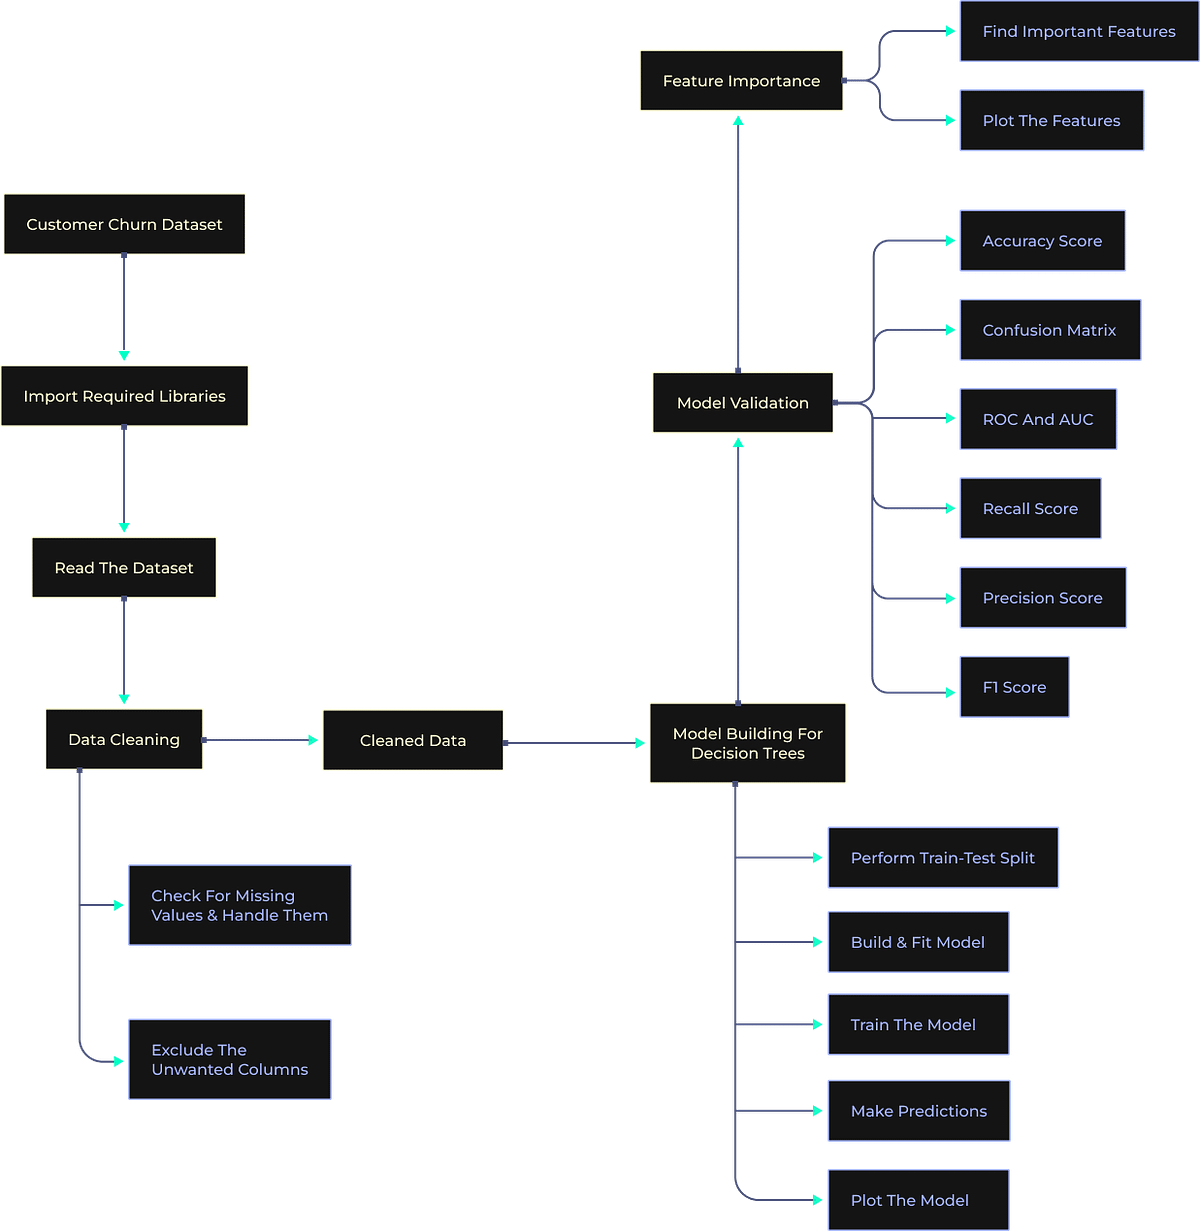 Customer Churn Dataset
Import Required Libraries
Read The Dataset
Data Cleaning
Check For Missing
Values & Handle Them
Exclude The
Unwanted Columns
Cleaned Data
Model Building For
Decision Trees
Perform Train-Test Split
Build & Fit Model
Train The Model
Make Predictions
Plot The Model
Model Validation
Accuracy Score
Confusion Matrix
ROC And AUC
Recall Score
Precision Score
F1 Score
Feature Importance
Find Important Features
Plot The Features